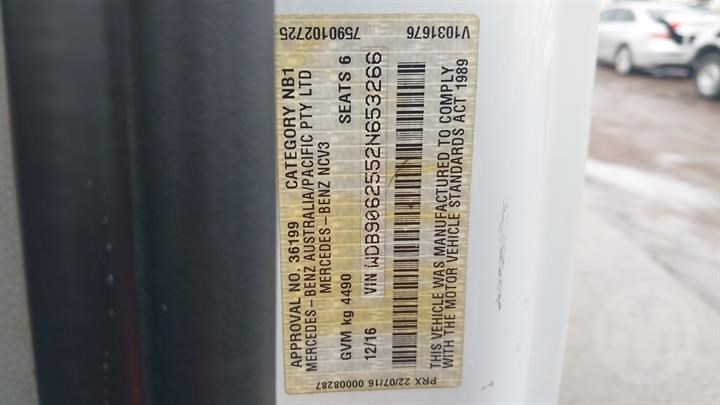 7590102725 V1031676
APPROVAL NO. 36199 CATEGORY NB1
MERCEDES-BENZ AUSTRALIA/PACIFIC PTY LTD
MERCEDES-BENZ NCV3
GVM kg 4490 SEATS 6
12/16 VIN WDB9062552N653266
THIS VEHICLE WAS MANUFACTURED TO COMPLY
WITH THE MOTOR VEHICLE STANDARDS ACT 1989
PRX 22/07/16 00008287